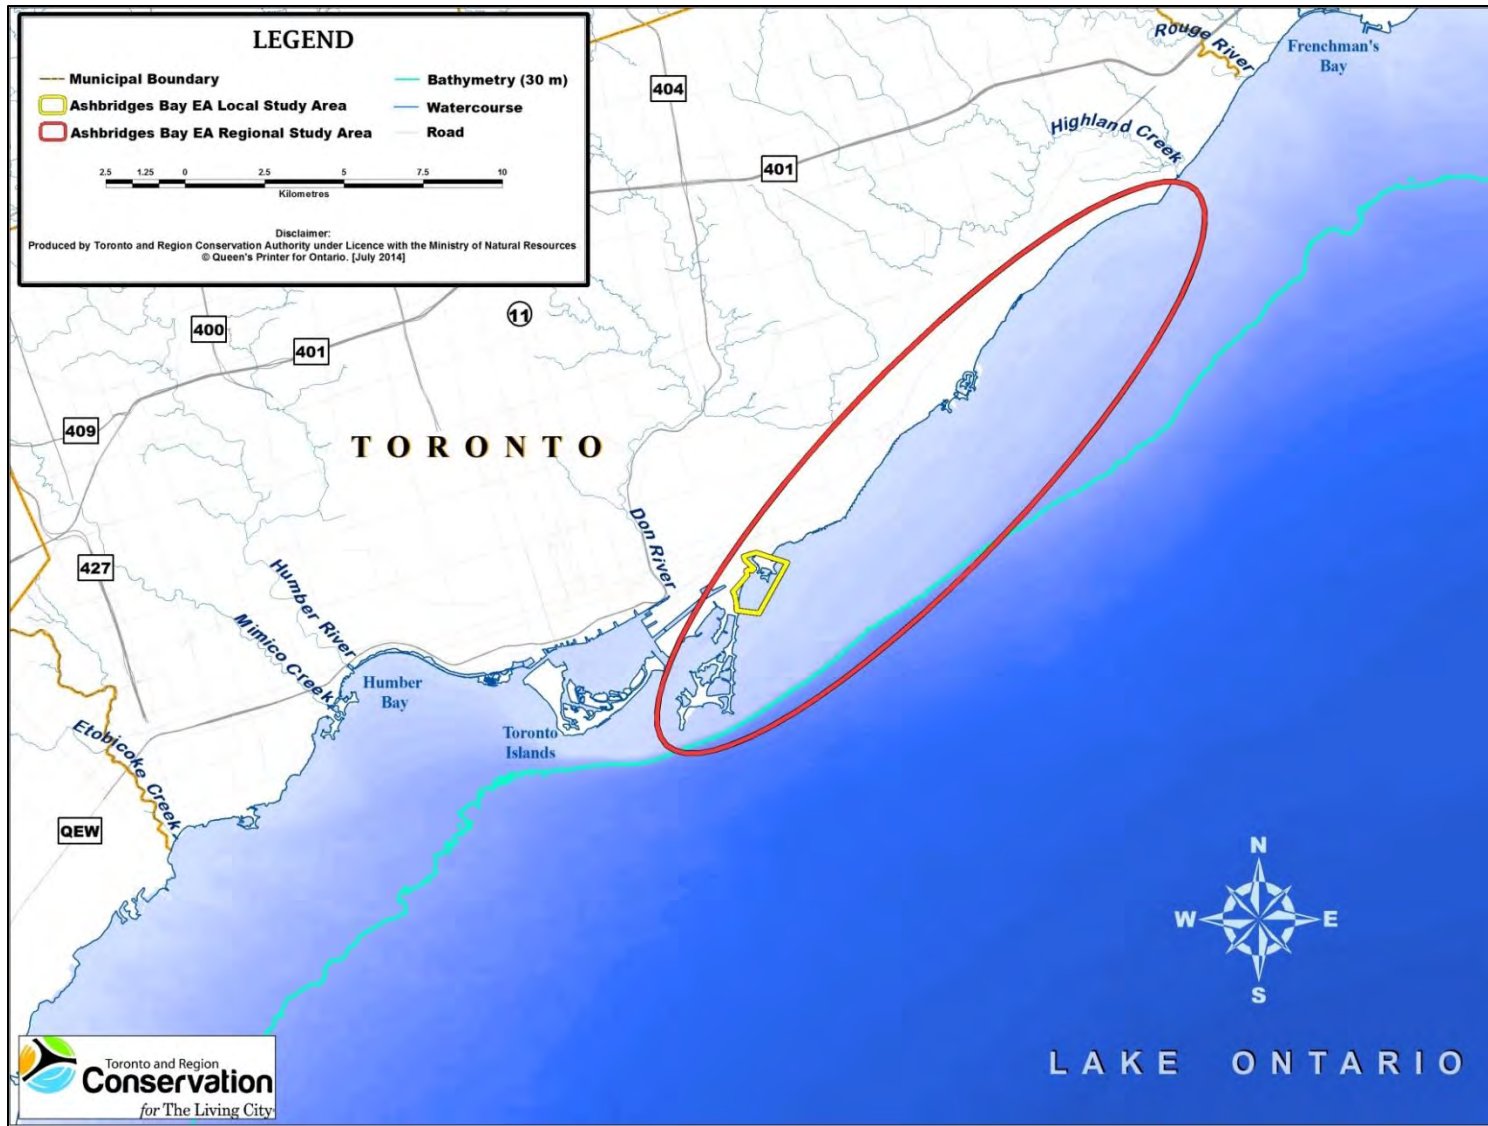 LEGEND
Municipal Boundary
Bathymetry (30 m)
Ashbridges Bay EA Local Study Area
Watercourse
Ashbridges Bay EA Regional Study Area
Road
2.5 1.25 0 2.5 5 7.5 10
Kilometres
Disclaimer:
Produced by Toronto and Region Conservation Authority under Licence with the Ministry of Natural Resources
© Queen's Printer for Ontario. [July 2014]
Rouge River
Frenchman's
Bay
404
Highland Creek
401
11
400
401
409
TORONTO
Don River
427
Humber River
Mimico Creek
Humber
Bay
Toronto
Islands
Etobicoke Creek
QEW
N
W E
S
LAKE ONTARIO
Toronto and Region
Conservation
for The Living City